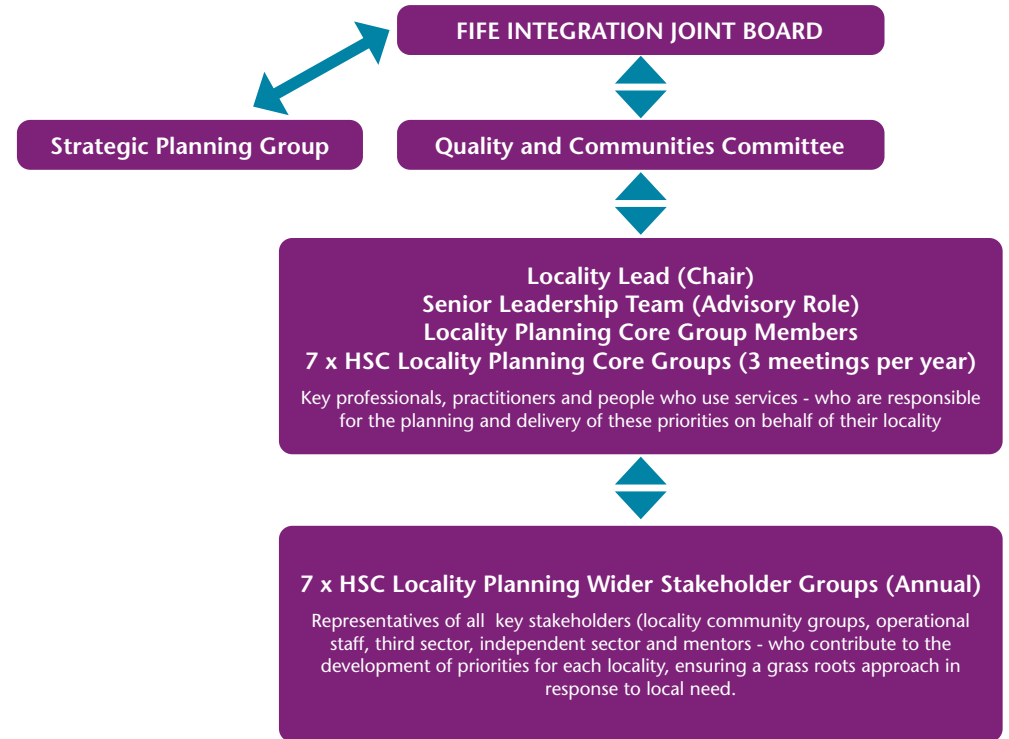 FIFE INTEGRATION JOINT BOARD
Strategic Planning Group
Quality and Communities Committee
Locality Lead (Chair)
Senior Leadership Team (Advisory Role)
Locality Planning Core Group Members
7 x HSC Locality Planning Core Groups (3 meetings per year)
Key professionals, practitioners and people who use services - who are responsible
for the planning and delivery of these priorities on behalf of their locality
7 x HSC Locality Planning Wider Stakeholder Groups (Annual)
Representatives of all key stakeholders (locality community groups, operational
staff, third sector, independent sector and mentors - who contribute to the
development of priorities for each locality, ensuring a grass roots approach in
response to local need.